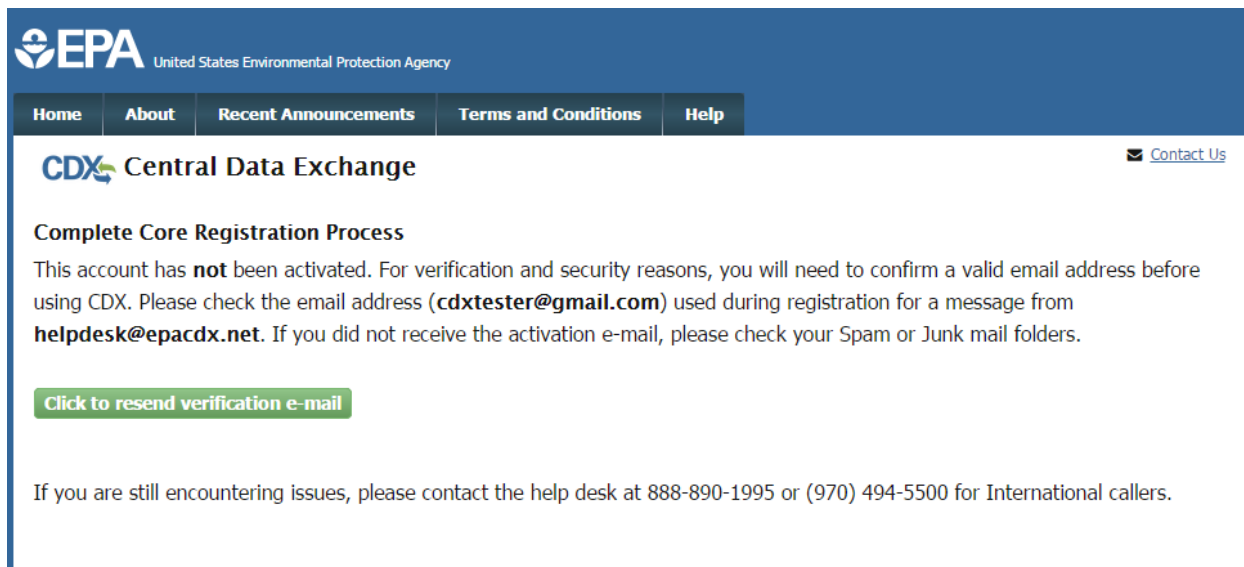 EPA United States Environmental Protection Agency
Home About Recent Announcements Terms and Conditions Help
CDX Central Data Exchange
Contact Us
Complete Core Registration Process
This account has not been activated. For verification and security reasons, you will need to confirm a valid email address before
using CDX. Please check the email address (cdxtester@gmail.com) used during registration for a message from
helpdesk@epacdx.net. If you did not receive the activation e-mail, please check your Spam or Junk mail folders.
Click to resend verification e-mail
If you are still encountering issues, please contact the help desk at 888-890-1995 or (970) 494-5500 for International callers.